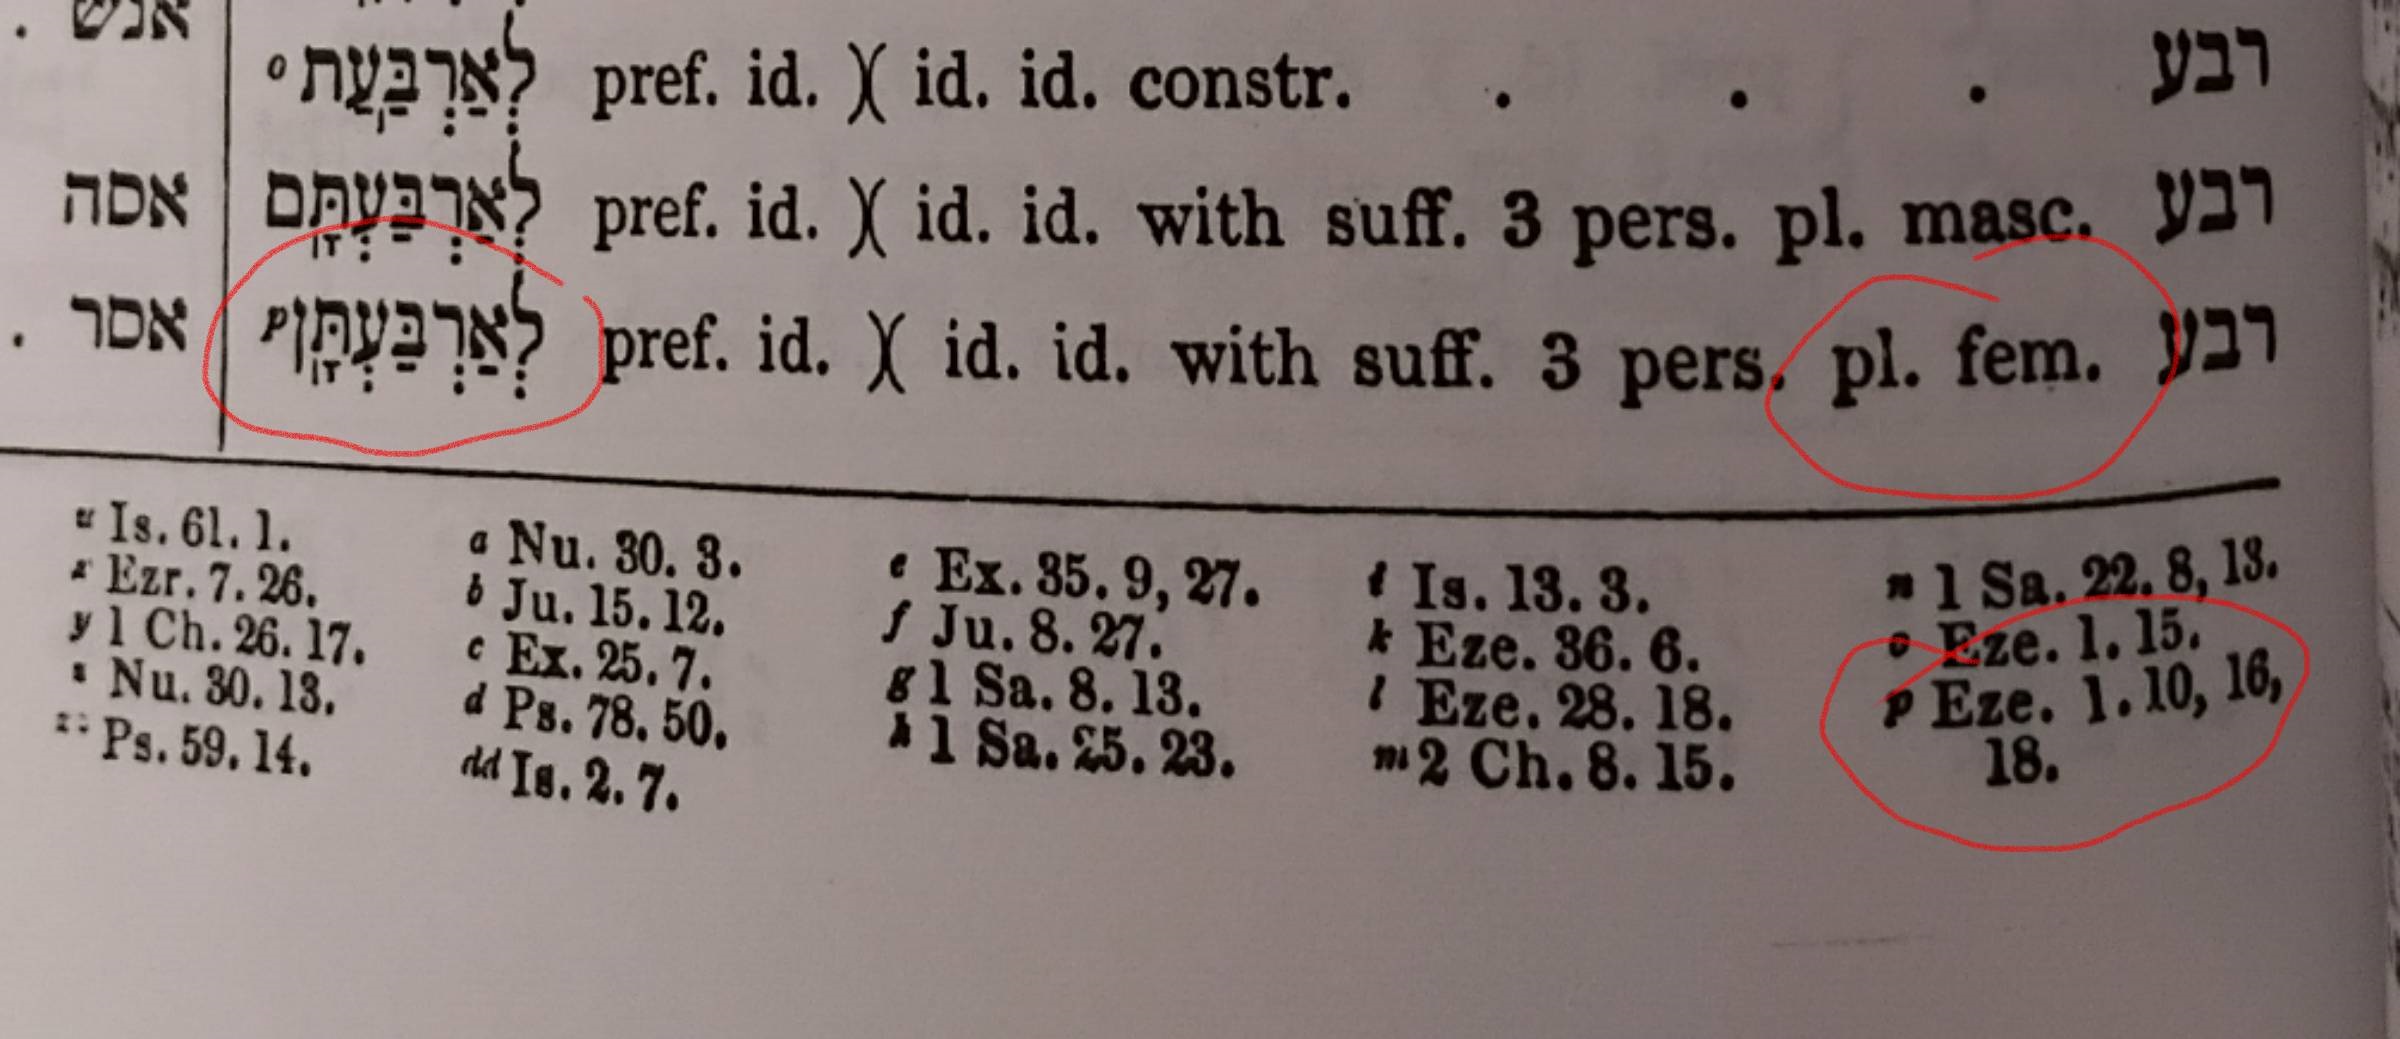 אנש .
לְאַרְבַּעַת o pref. id. )( id. id. constr. . . . רבע
אסה
לְאַרְבַּעְתָּם pref. id. )( id. id. with suff. 3 pers. pl. masc. רבע
אסר .
לְאַרְבַּעְתָּן p pref. id. )( id. id. with suff. 3 pers. pl. fem. רבע
Is. 61. 1.
x Ezr. 7. 26.
y 1 Ch. 26. 17.
z Nu. 30. 13.
Ps. 59. 14.
a Nu. 30. 3.
b Ju. 15. 12.
c Ex. 25. 7.
d Ps. 78. 50.
dd Is. 2. 7.
e Ex. 35. 9, 27.
f Ju. 8. 27.
g 1 Sa. 8. 13.
h 1 Sa. 25. 23.
Is. 13. 3.
k Eze. 36. 6.
l Eze. 28. 18.
m 2 Ch. 8. 15.
n 1 Sa. 22. 8, 13.
o Eze. 1. 15.
p Eze. 1. 10, 16,
18.